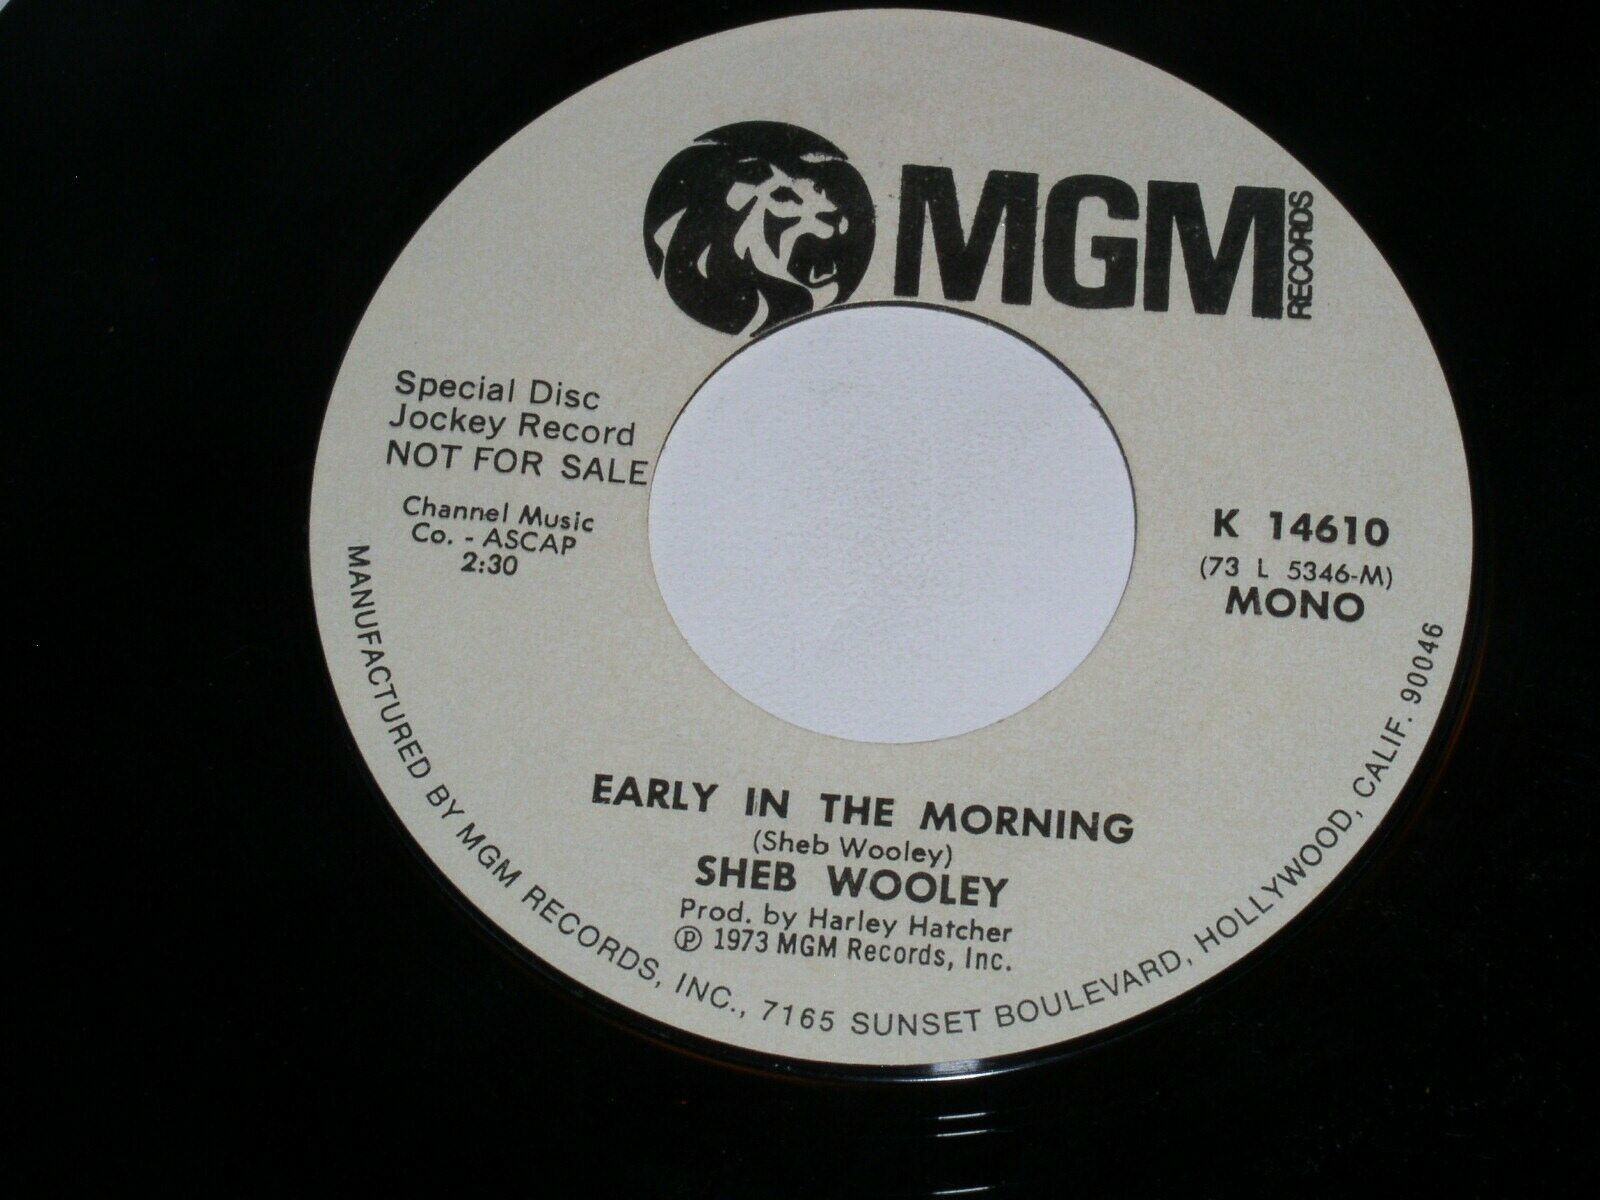 MGM
RECORDS
Special Disc
Jockey Record
NOT FOR SALE
Channel Music
Co. - ASCAP
2:30
K 14610
(73 L 5346-M)
MONO
EARLY IN THE MORNING
(Sheb Wooley)
SHEB WOOLEY
Prod. by Harley Hatcher
℗ 1973 MGM Records, Inc.
MANUFACTURED BY MGM RECORDS, INC., 7165 SUNSET BOULEVARD, HOLLYWOOD, CALIF. 90046